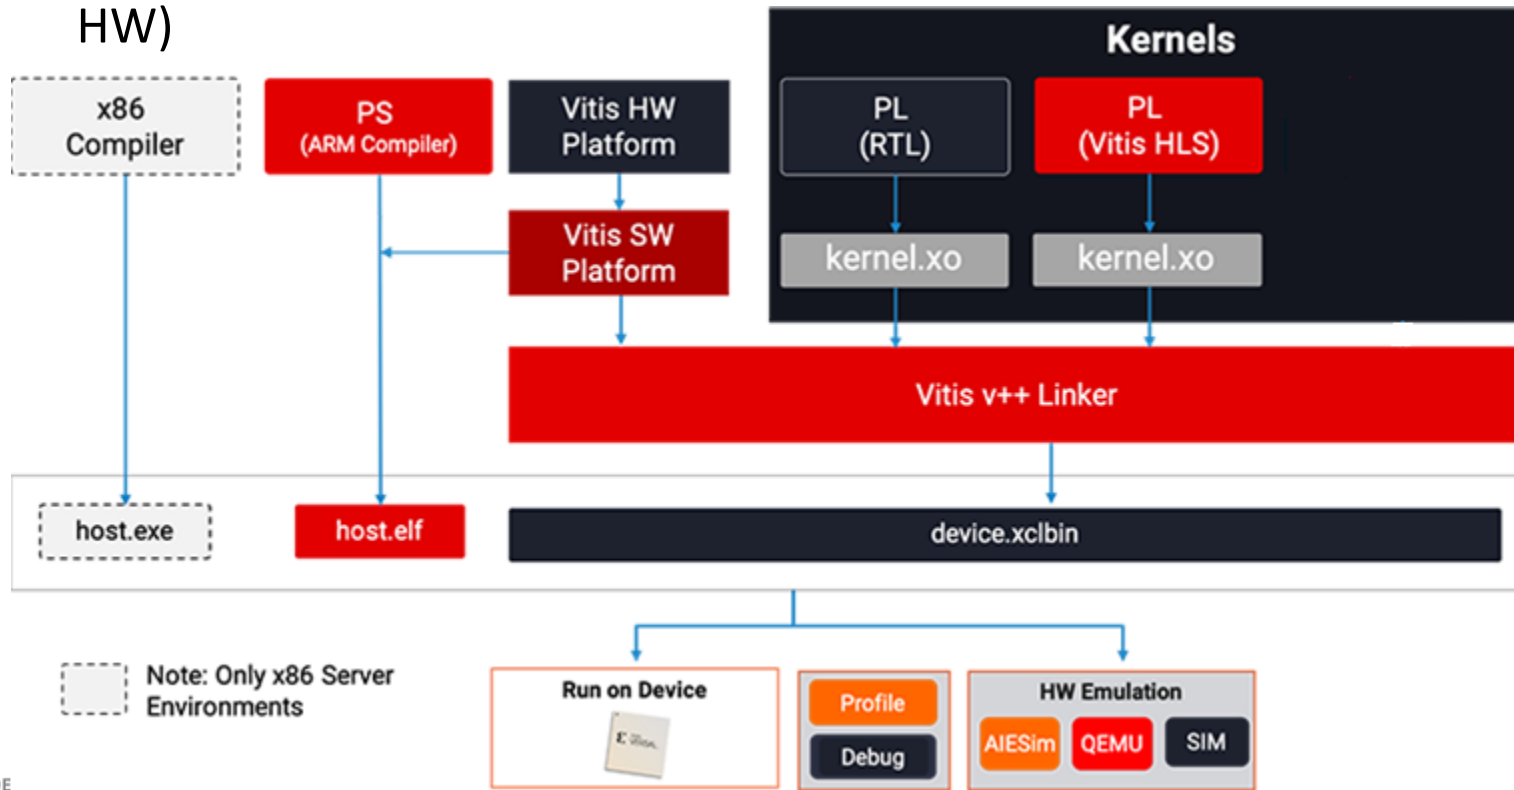 HW)
Kernels
x86
Compiler
PS
(ARM Compiler)
Vitis HW
Platform
PL
(RTL)
PL
(Vitis HLS)
Vitis SW
Platform
kernel.xo
kernel.xo
Vitis v++ Linker
host.exe
host.elf
device.xclbin
Note: Only x86 Server
Environments
Run on Device
Profile
Debug
HW Emulation
AIESim
QEMU
SIM